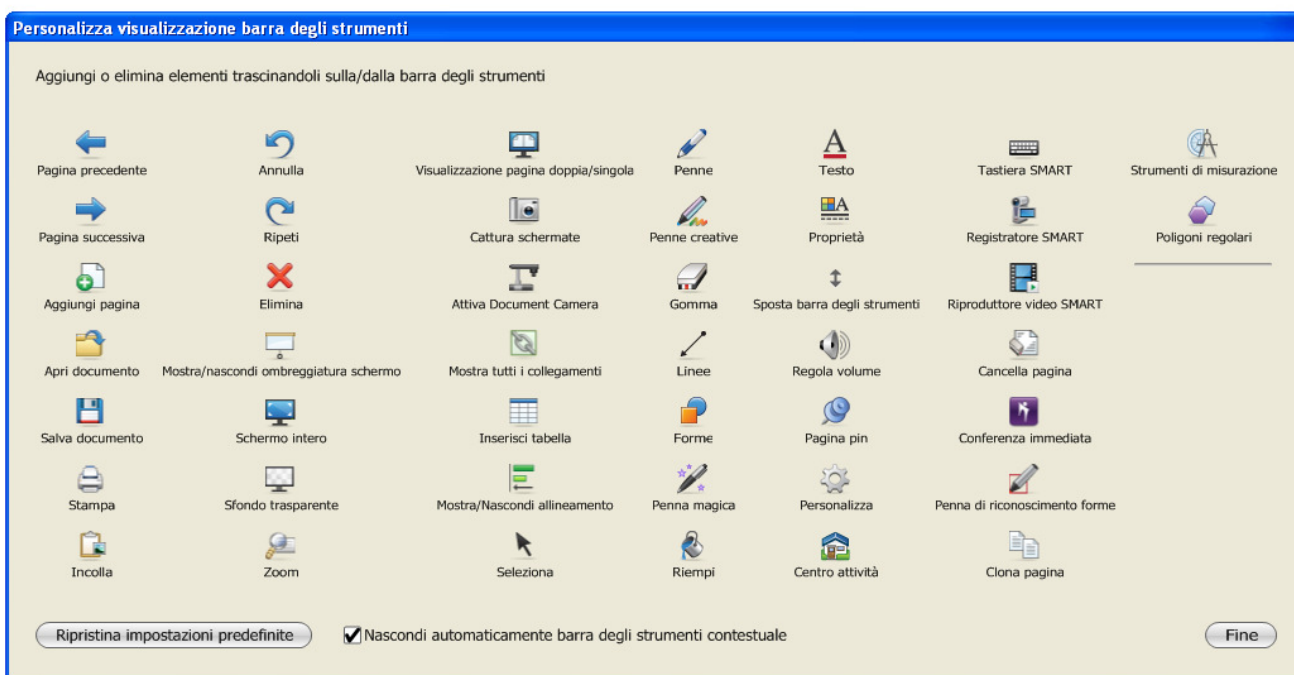 Personalizza visualizzazione barra degli strumenti
Aggiungi o elimina elementi trascinandoli sulla/dalla barra degli strumenti
Pagina precedente
Annulla
Visualizzazione pagina doppia/singola
Penne
Testo
Tastiera SMART
Strumenti di misurazione
Pagina successiva
Ripeti
Cattura schermate
Penne creative
Proprietà
Registratore SMART
Poligoni regolari
Aggiungi pagina
Elimina
Attiva Document Camera
Gomma
Sposta barra degli strumenti
Riproduttore video SMART
Apri documento
Mostra/nascondi ombreggiatura schermo
Mostra tutti i collegamenti
Linee
Regola volume
Cancella pagina
Salva documento
Schermo intero
Inserisci tabella
Forme
Pagina pin
Conferenza immediata
Stampa
Sfondo trasparente
Mostra/Nascondi allineamento
Penna magica
Personalizza
Penna di riconoscimento forme
Incolla
Zoom
Seleziona
Riempi
Centro attività
Clona pagina
Ripristina impostazioni predefinite
Nascondi automaticamente barra degli strumenti contestuale
Fine